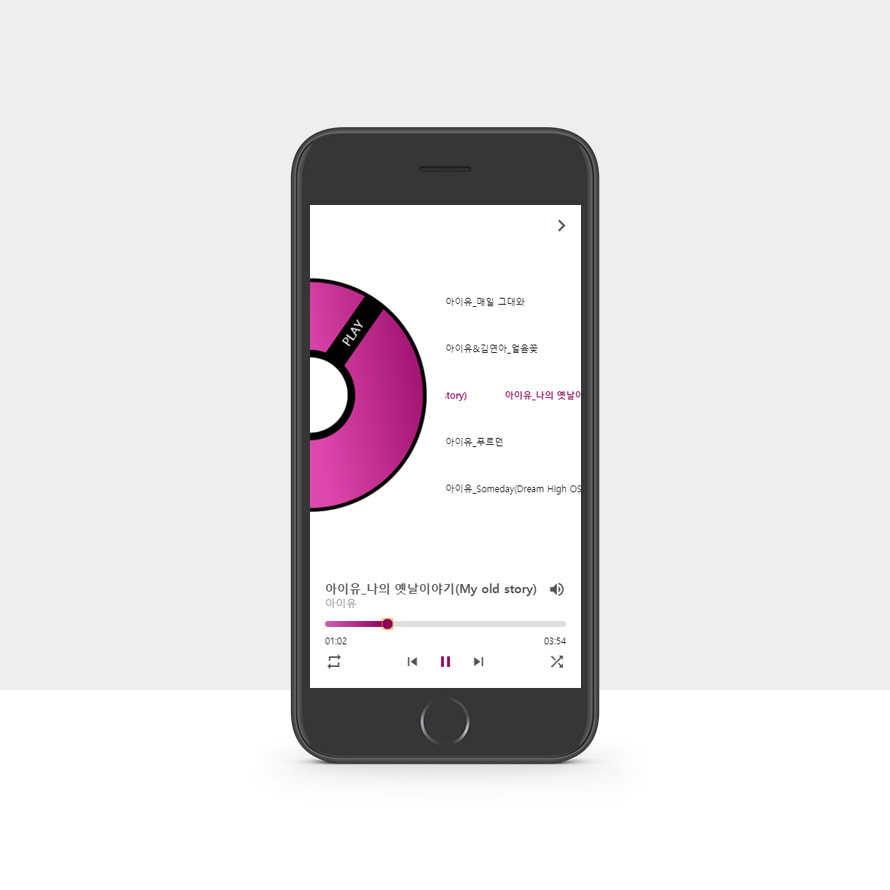 아이유_매일 그대와
PLAY
아이유&김연아_얼음꽃
story) 아이유_나의 옛날이
아이유_푸르던
아이유_Someday(Dream High OS
아이유_나의 옛날이야기(My old story)
아이유
01:02 03:54